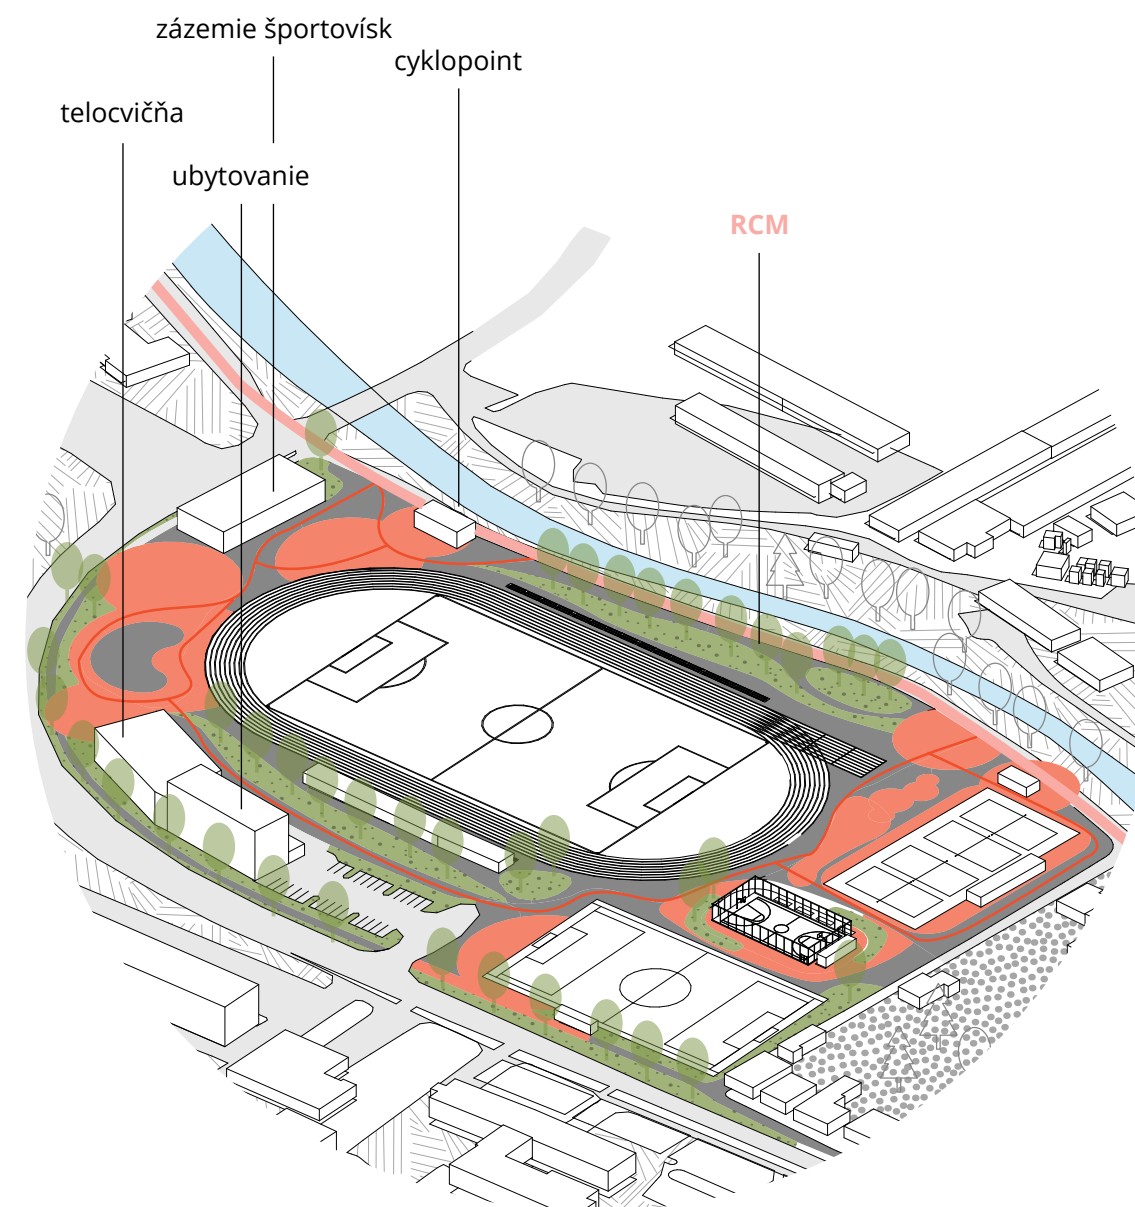 zázemie športovísk
cyklopoint
telocvičňa
ubytovanie
RCM